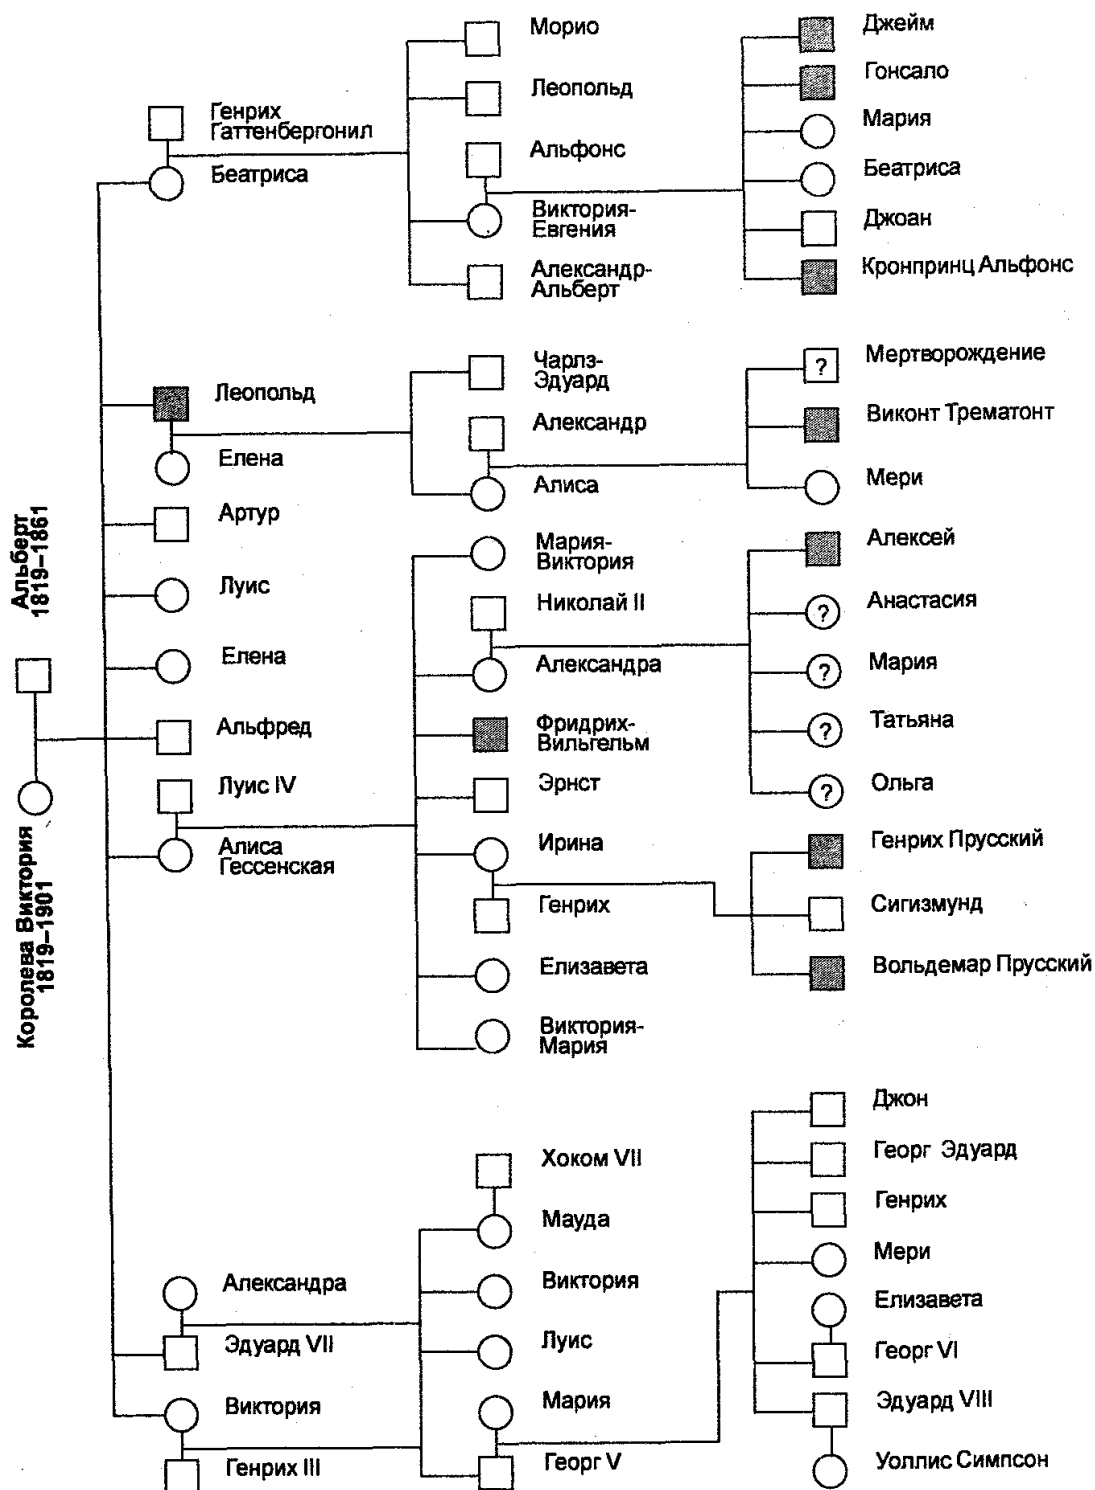 Альберт
1819–1861
Королева Виктория
1819–1901
Генрих
Гаттенбергонил
Беатриса
Леопольд
Елена
Артур
Луис
Елена
Альфред
Луис IV
Алиса
Гессенская
Александра
Эдуард VII
Виктория
Генрих III
Морио
Леопольд
Альфонс
Виктория-
Евгения
Александр-
Альберт
Чарлз-
Эдуард
Александр
Алиса
Мария-
Виктория
Николай II
Александра
Фридрих-
Вильгельм
Эрнст
Ирина
Генрих
Елизавета
Виктория-
Мария
Хоком VII
Мауда
Виктория
Луис
Мария
Георг V
Джейм
Гонсало
Мария
Беатриса
Джоан
Кронпринц Альфонс
? Мертворождение
Виконт Трематонт
Мери
Алексей
? Анастасия
? Мария
? Татьяна
? Ольга
Генрих Прусский
Сигизмунд
Вольдемар Прусский
Джон
Георг Эдуард
Генрих
Мери
Елизавета
Георг VI
Эдуард VIII
Уоллис Симпсон